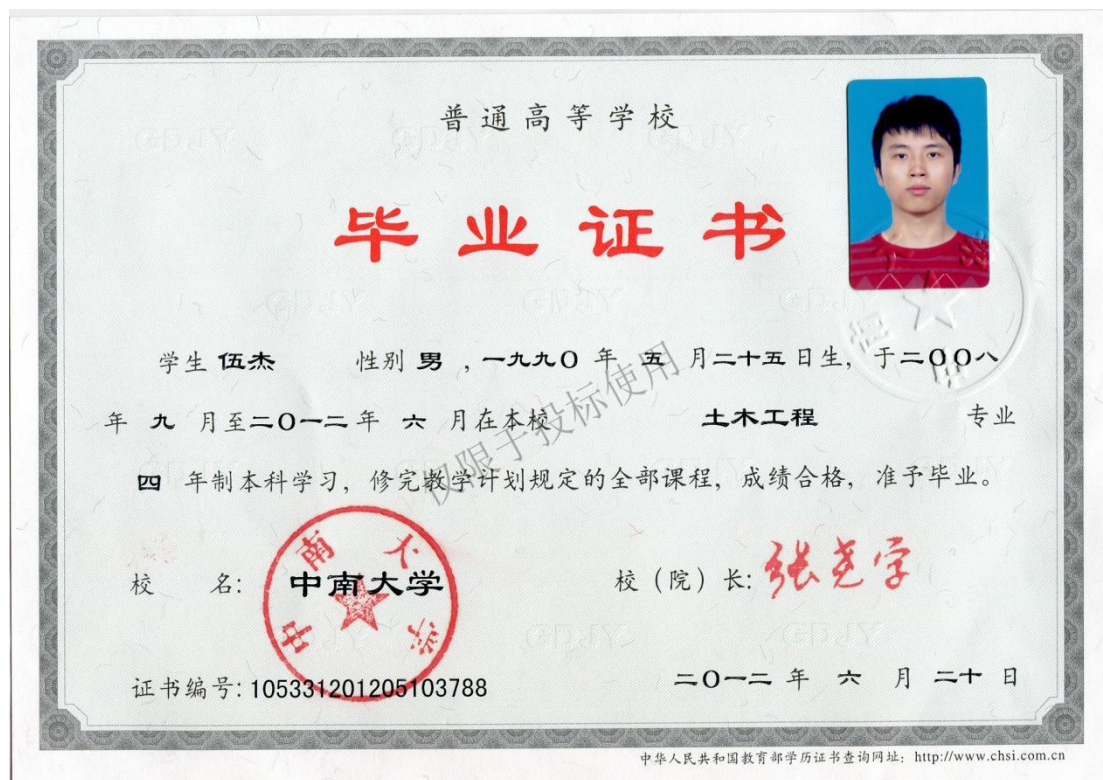 普通高等学校
毕业证书
学生 伍杰 性别 男 ,一九九〇 年 五 月二十五日生,于二〇〇八
年 九 月至二〇一二年 六 月在本校 土木工程 专业
四 年制本科学习,修完教学计划规定的全部课程,成绩合格,准予毕业。
仅限于投标使用
校 名: 中南大学
中南大学
校(院)长: 张尧学
证书编号: 105331201205103788
二〇一二 年 六 月 二十 日
中华人民共和国教育部学历证书查询网址: http://www.chsi.com.cn